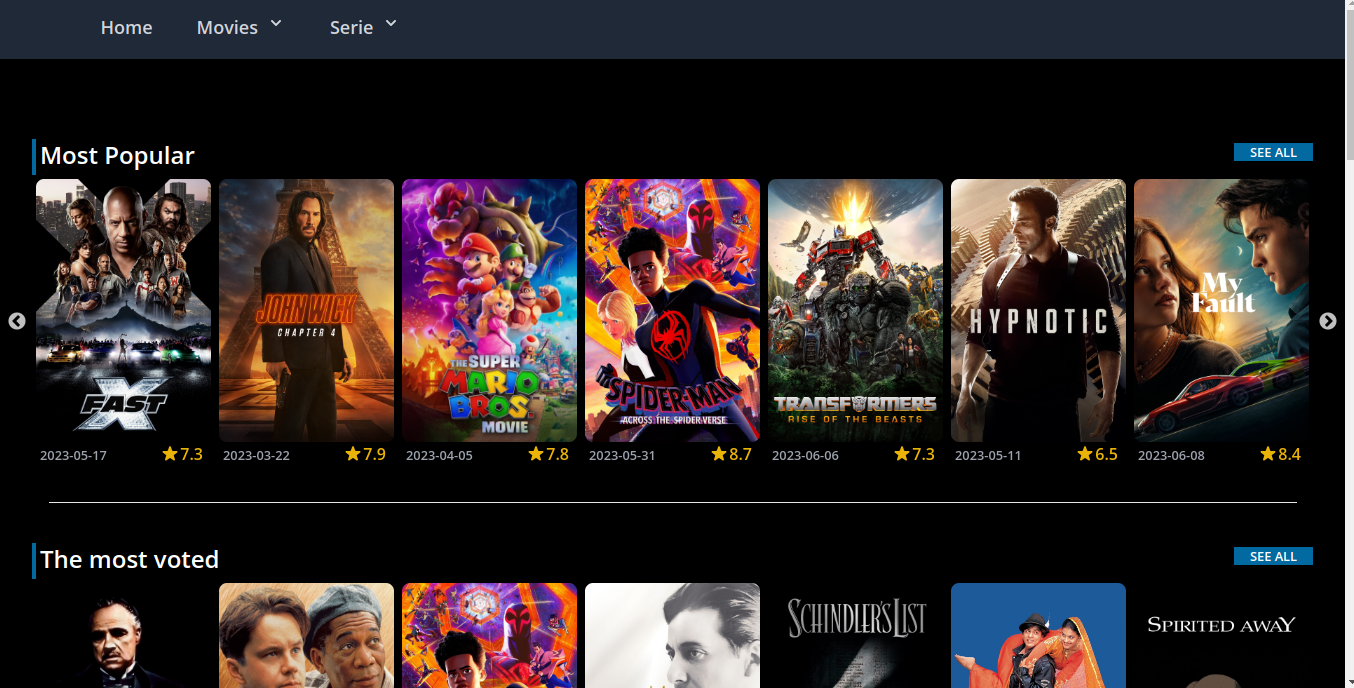 Home Movies Serie
Most Popular SEE ALL
FAST X
JOHN WICK
CHAPTER 4
THE SUPER
MARIO
BROS.
MOVIE
SPIDER-MAN
ACROSS THE SPIDER-VERSE
TRANSFORMERS
RISE OF THE BEASTS
HYPNOTIC
My
Fault
2023-05-17 7.3 2023-03-22 7.9 2023-04-05 7.8 2023-05-31 8.7 2023-06-06 7.3 2023-05-11 6.5 2023-06-08 8.4
The most voted SEE ALL
SCHINDLER'S LIST
SPIRITED AWAY